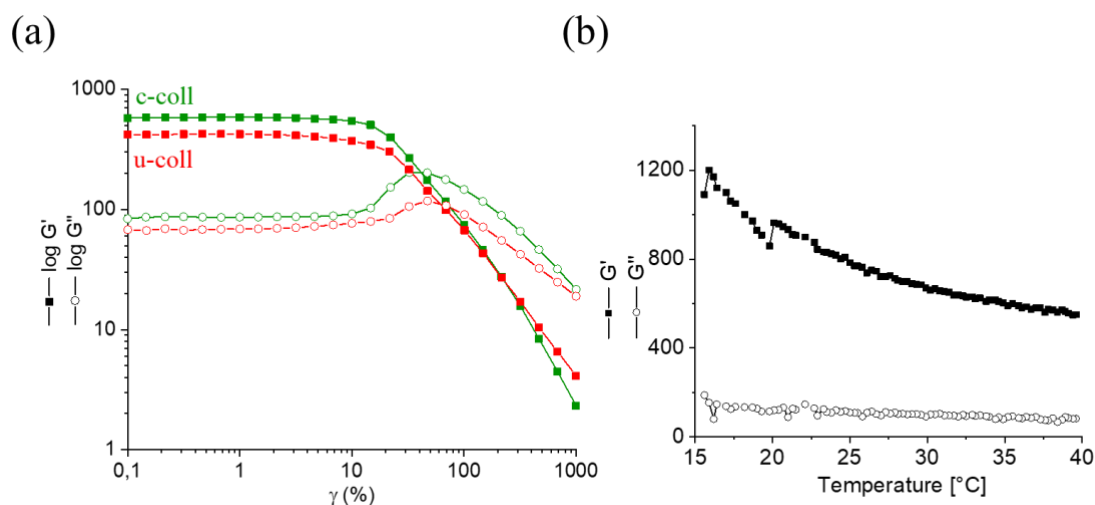 (a)
(b)
1000
100
10
1
c-coll
u-coll
log G'
log G"
0,1
1
10
100
1000
γ (%)
1200
800
400
0
G'
G"
15
20
25
30
35
40
Temperature [°C]